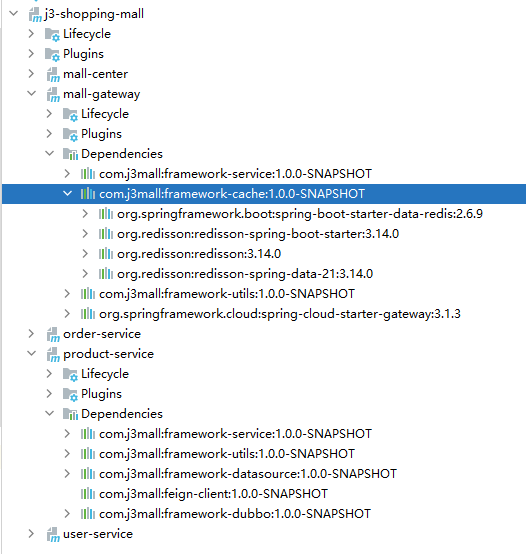 j3-shopping-mall
Lifecycle
Plugins
mall-center
mall-gateway
Lifecycle
Plugins
Dependencies
com.j3mall:framework-service:1.0.0-SNAPSHOT
com.j3mall:framework-cache:1.0.0-SNAPSHOT
org.springframework.boot:spring-boot-starter-data-redis:2.6.9
org.redisson:redisson-spring-boot-starter:3.14.0
org.redisson:redisson:3.14.0
org.redisson:redisson-spring-data-21:3.14.0
com.j3mall:framework-utils:1.0.0-SNAPSHOT
org.springframework.cloud:spring-cloud-starter-gateway:3.1.3
order-service
product-service
Lifecycle
Plugins
Dependencies
com.j3mall:framework-service:1.0.0-SNAPSHOT
com.j3mall:framework-utils:1.0.0-SNAPSHOT
com.j3mall:framework-datasource:1.0.0-SNAPSHOT
com.j3mall:feign-client:1.0.0-SNAPSHOT
com.j3mall:framework-dubbo:1.0.0-SNAPSHOT
user-service